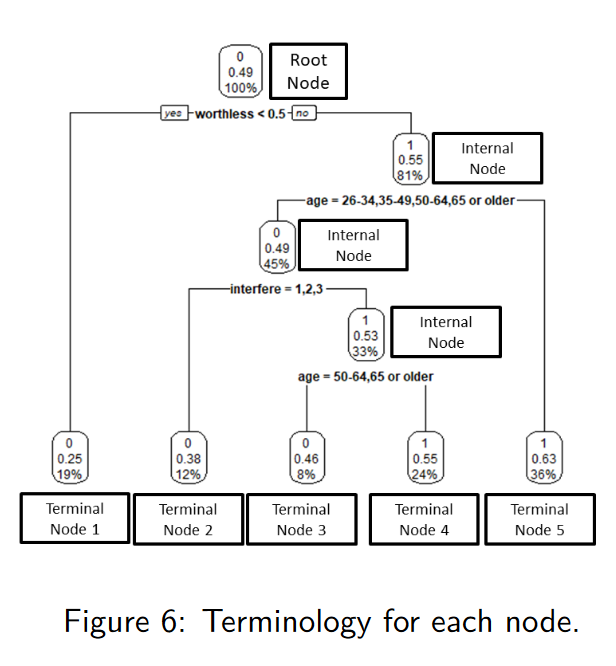 0
0.49
100%
Root
Node
yes worthless < 0.5 no
1
0.55
81%
Internal
Node
age = 26-34,35-49,50-64,65 or older
0
0.49
45%
Internal
Node
interfere = 1,2,3
1
0.53
33%
Internal
Node
age = 50-64,65 or older
0
0.25
19%
0
0.38
12%
0
0.46
8%
1
0.55
24%
1
0.63
36%
Terminal
Node 1
Terminal
Node 2
Terminal
Node 3
Terminal
Node 4
Terminal
Node 5
Figure 6: Terminology for each node.